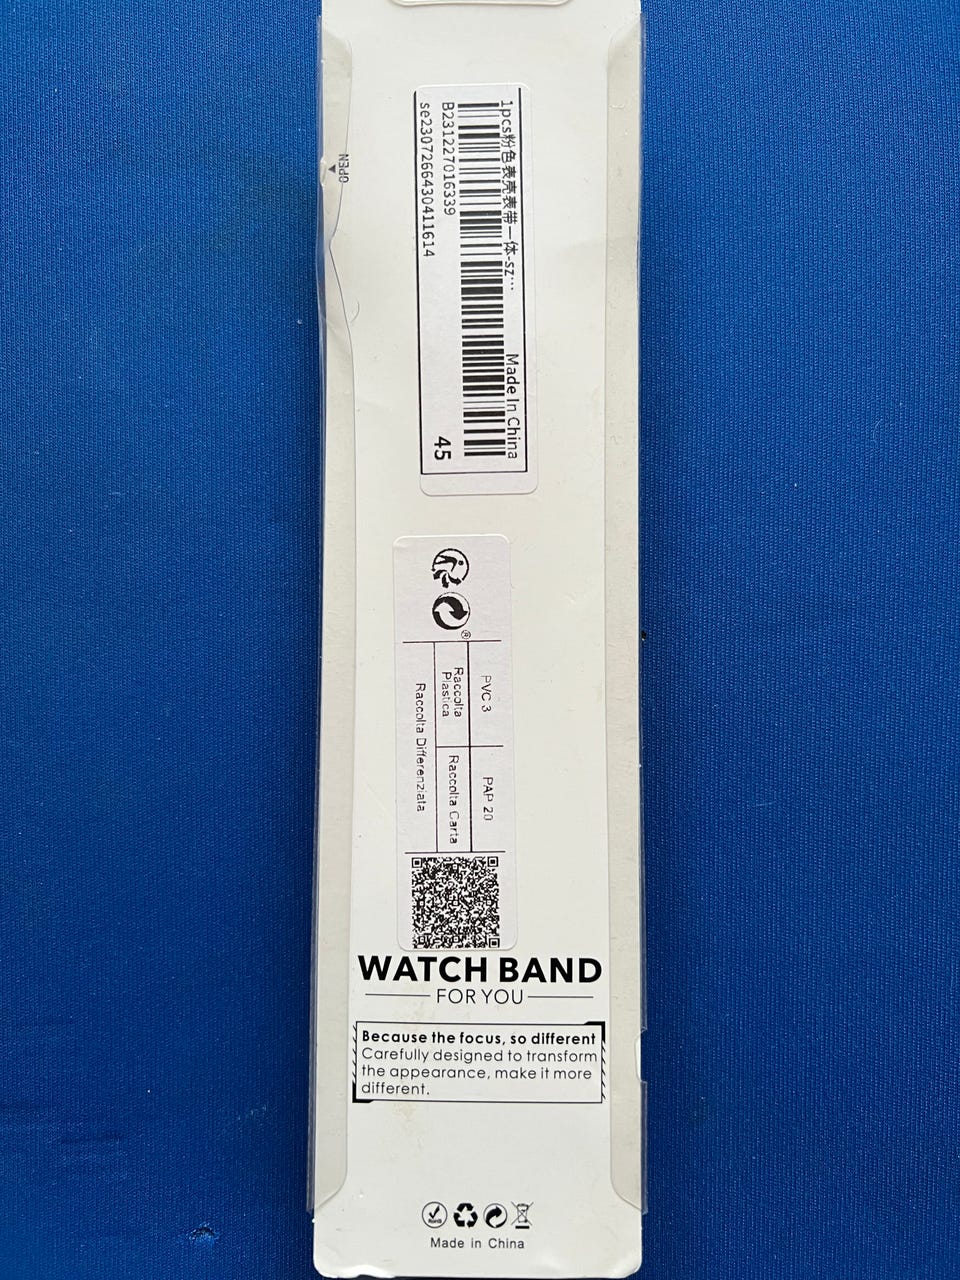 OPEN
1pcs粉色表壳表带一体-sz…
Made In China
B231227016339
se2307266430411614
45
PVC 3
PAP 20
Raccolta
Plastica
Raccolta Carta
Raccolta Differenziata
WATCH BAND
FOR YOU
Because the focus, so different
Carefully designed to transform
the appearance, make it more
different.
RoHS
Made in China